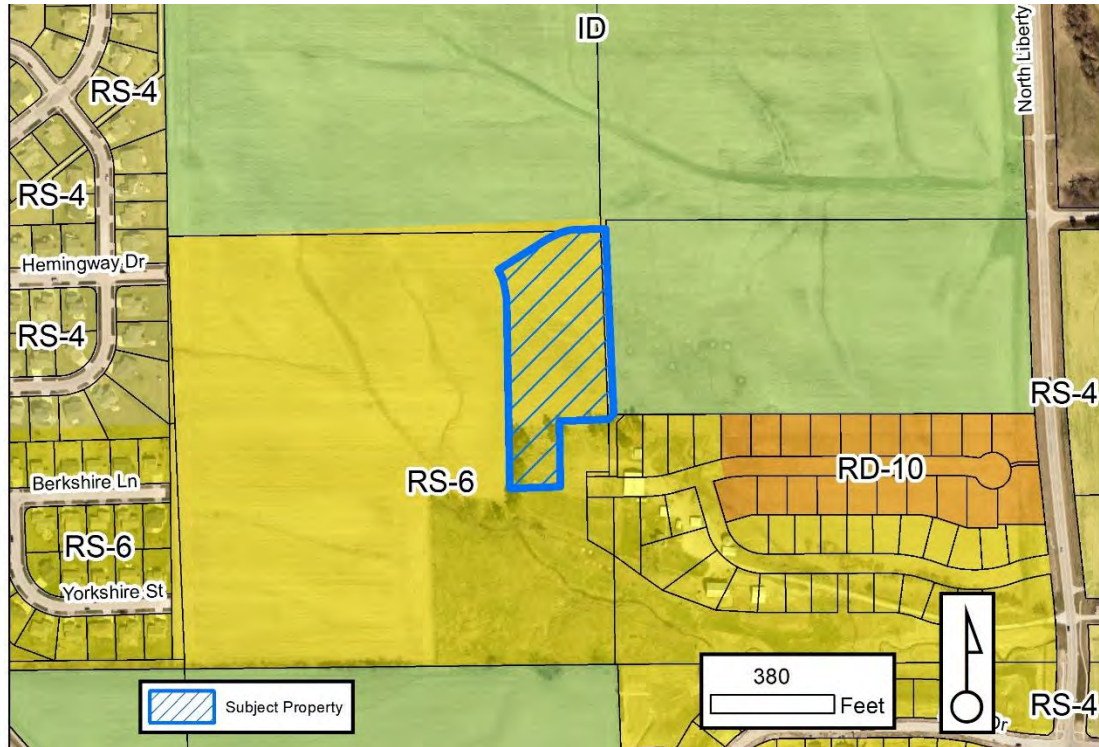 ID
North Liberty
RS-4
RS-4
Hemingway Dr
RS-4
RS-4
RD-10
Berkshire Ln
RS-6
RS-6
Yorkshire St
Subject Property
380
Feet
Dr
RS-4